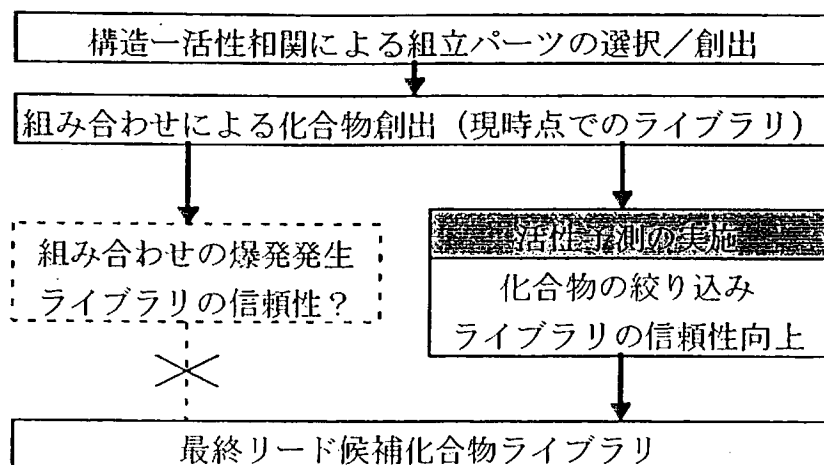 構造ー活性相関による組立パーツの選択／創出
組み合わせによる化合物創出（現時点でのライブラリ）
組み合わせの爆発発生
ライブラリの信頼性？
活性予測の実施
化合物の絞り込み
ライブラリの信頼性向上
最終リード候補化合物ライブラリ